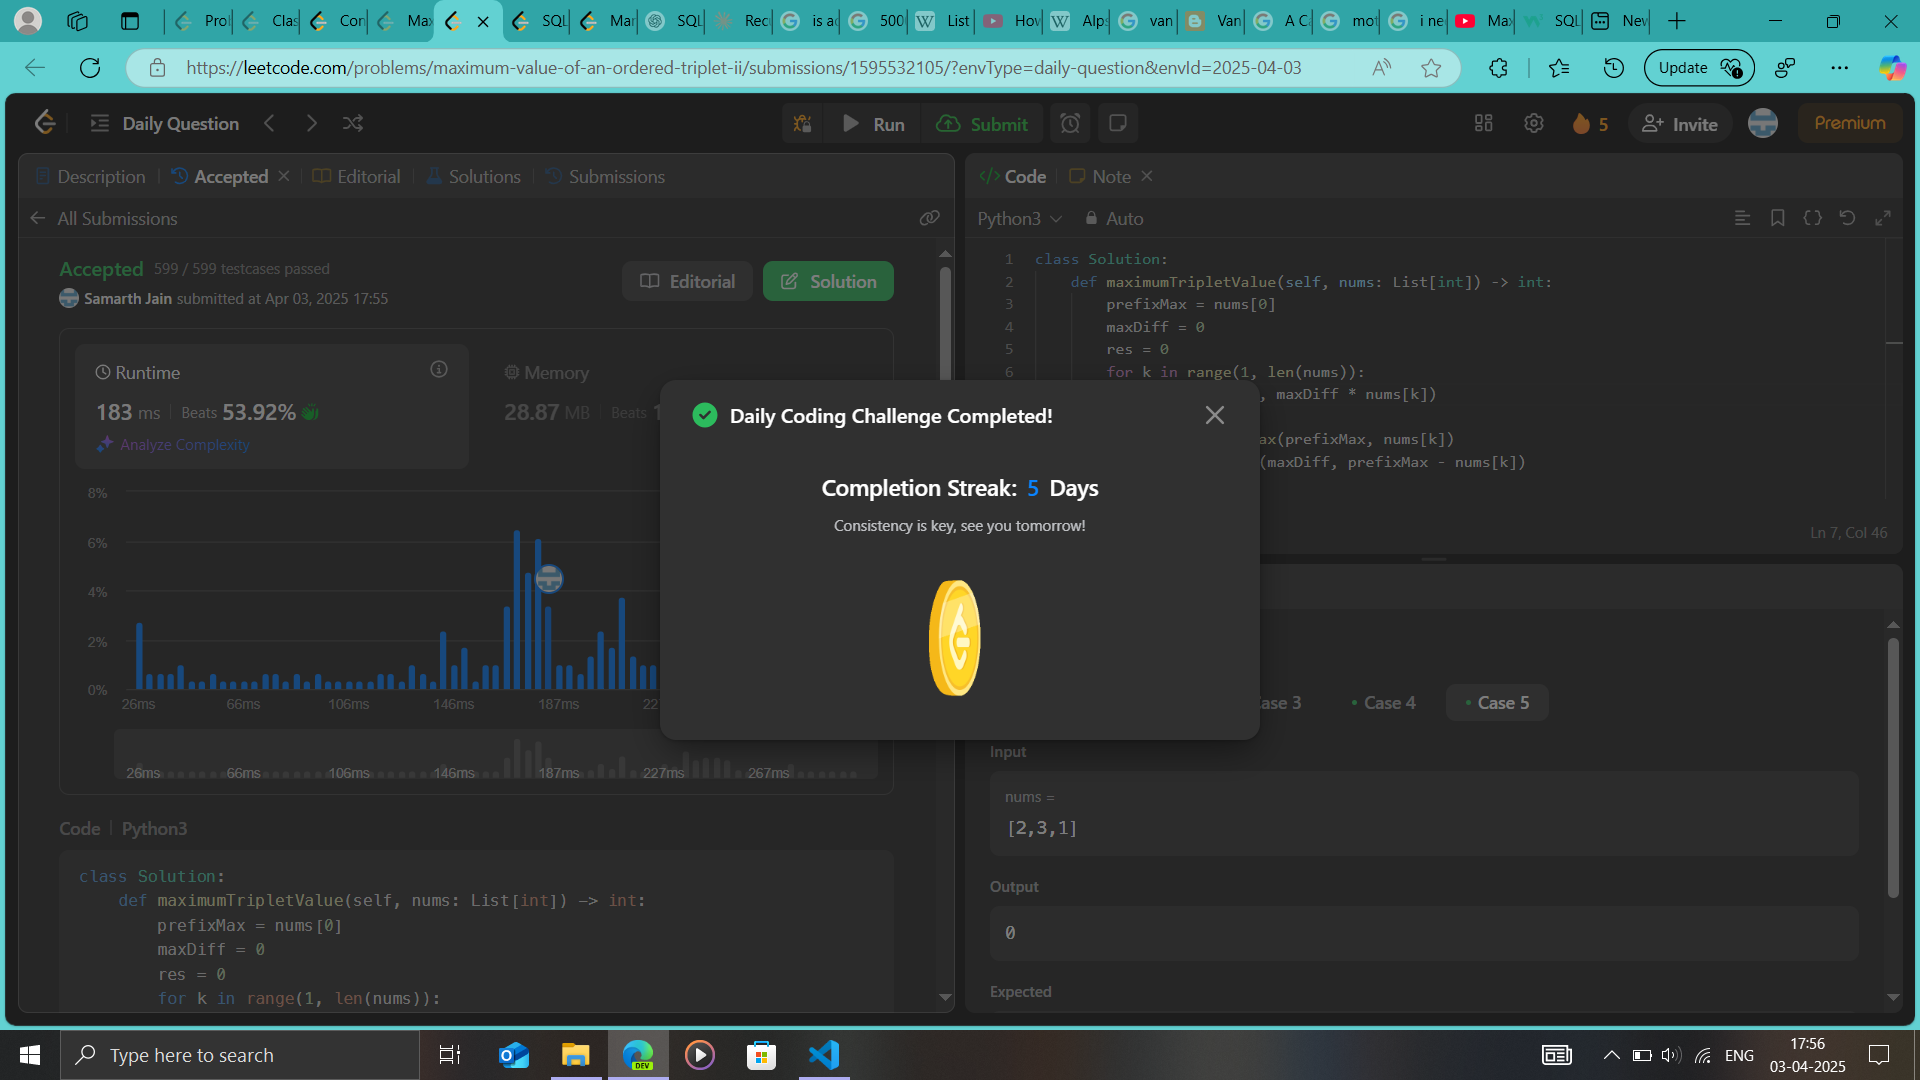 Prol
Clas
Con
Max
SQL
Mar
SQL
Rec
is a
500
List
How
Alps
van
Van
A C
mot
i ne
Max
SQL
New
https://leetcode.com/problems/maximum-value-of-an-ordered-triplet-ii/submissions/1595532105/?envType=daily-question&envId=2025-04-03
Update
Daily Question
Run
Submit
5
Invite
Premium
Description
Accepted
Editorial
Solutions
Submissions
All Submissions
Accepted 599 / 599 testcases passed
Samarth Jain submitted at Apr 03, 2025 17:55
Editorial
Solution
Runtime
183 ms | Beats 53.92%
Analyze Complexity
Memory
28.87 MB | Beats 1
8%
6%
4%
2%
0%
26ms 66ms 106ms 146ms 187ms 22
26ms 66ms 106ms 146ms 187ms 227ms 267ms
Code | Python3
class Solution:
def maximumTripletValue(self, nums: List[int]) -> int:
prefixMax = nums[0]
maxDiff = 0
res = 0
for k in range(1, len(nums)):
Daily Coding Challenge Completed!
Completion Streak: 5 Days
Consistency is key, see you tomorrow!
</> Code
Note
Python3
Auto
1 class Solution:
2 def maximumTripletValue(self, nums: List[int]) -> int:
3 prefixMax = nums[0]
4 maxDiff = 0
5 res = 0
6 for k in range(1, len(nums)):
, maxDiff * nums[k])
ax(prefixMax, nums[k])
(maxDiff, prefixMax - nums[k])
Ln 7, Col 46
ase 3
Case 4
Case 5
Input
nums =
[2,3,1]
Output
0
Expected
Type here to search
DEV
ENG
17:56
03-04-2025